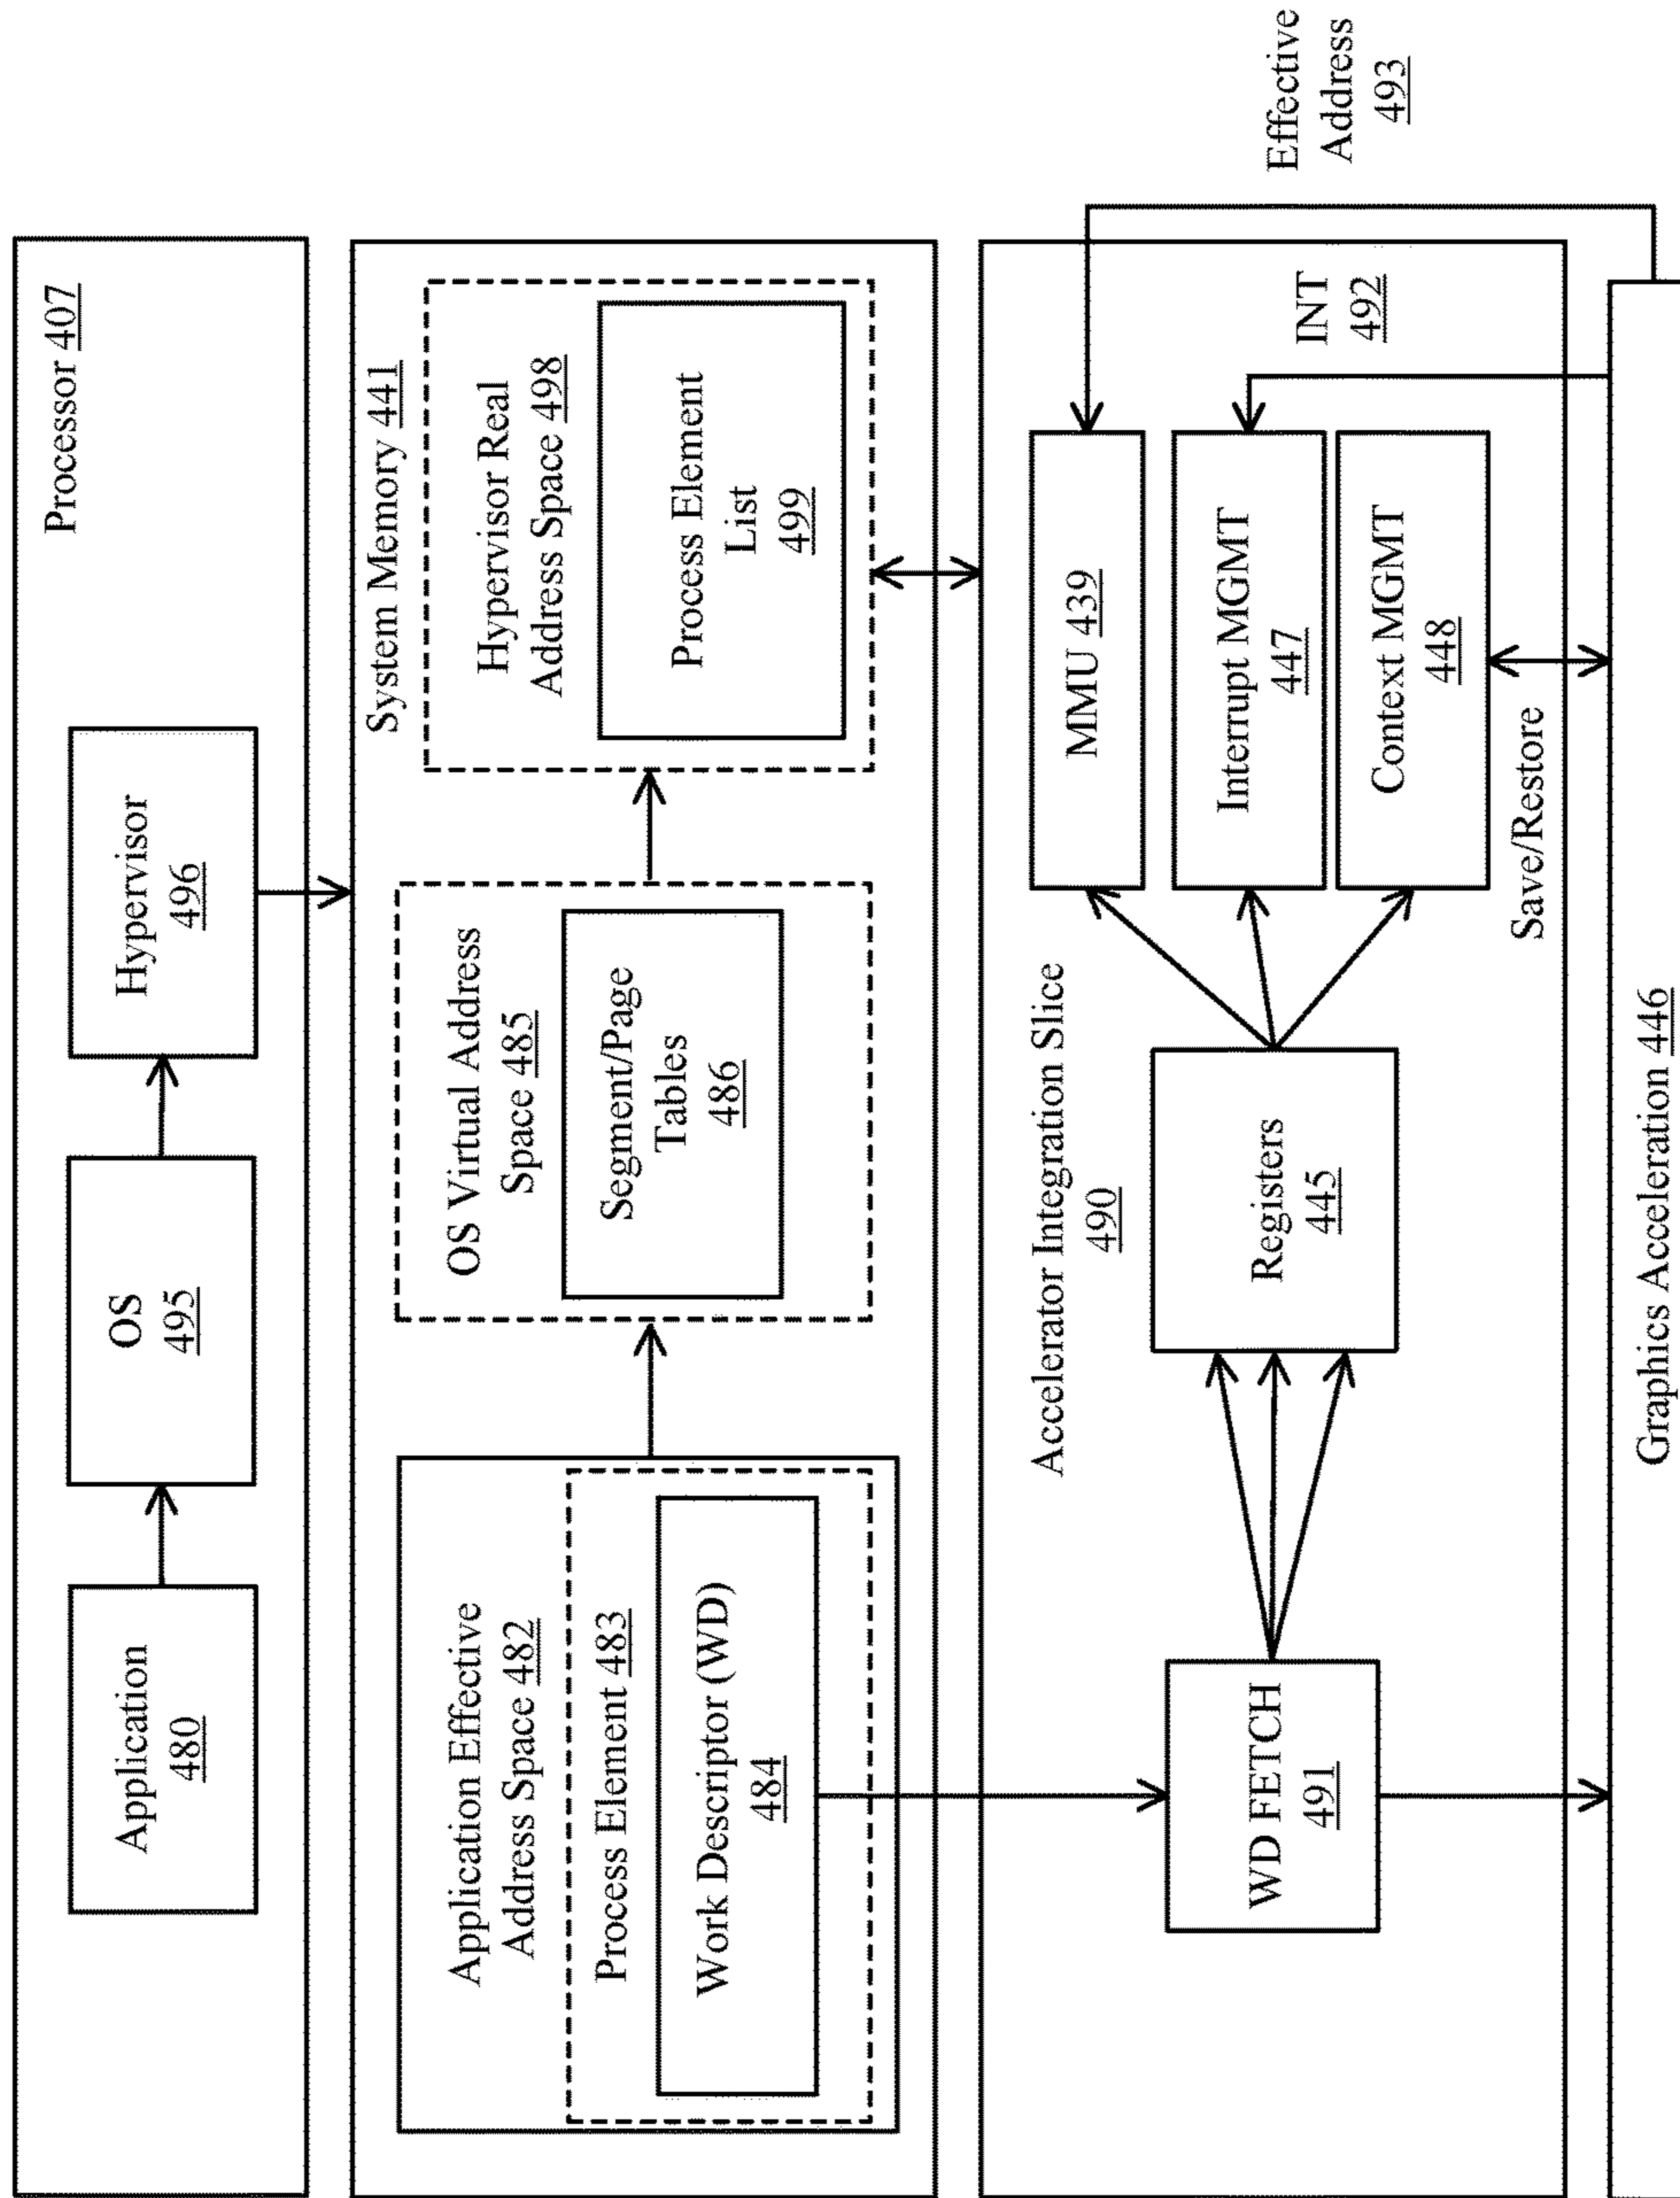 Processor 407
Application
480
OS
495
Hypervisor
496
System Memory 441
Application Effective
Address Space 482
Process Element 483
Work Descriptor (WD)
484
OS Virtual Address
Space 485
Segment/Page
Tables
486
Hypervisor Real
Address Space 498
Process Element
List
499
Accelerator Integration Slice
490
WD FETCH
491
Registers
445
MMU 439
Interrupt MGMT
447
Context MGMT
448
INT
492
Effective
Address
493
Save/Restore
Graphics Acceleration 446